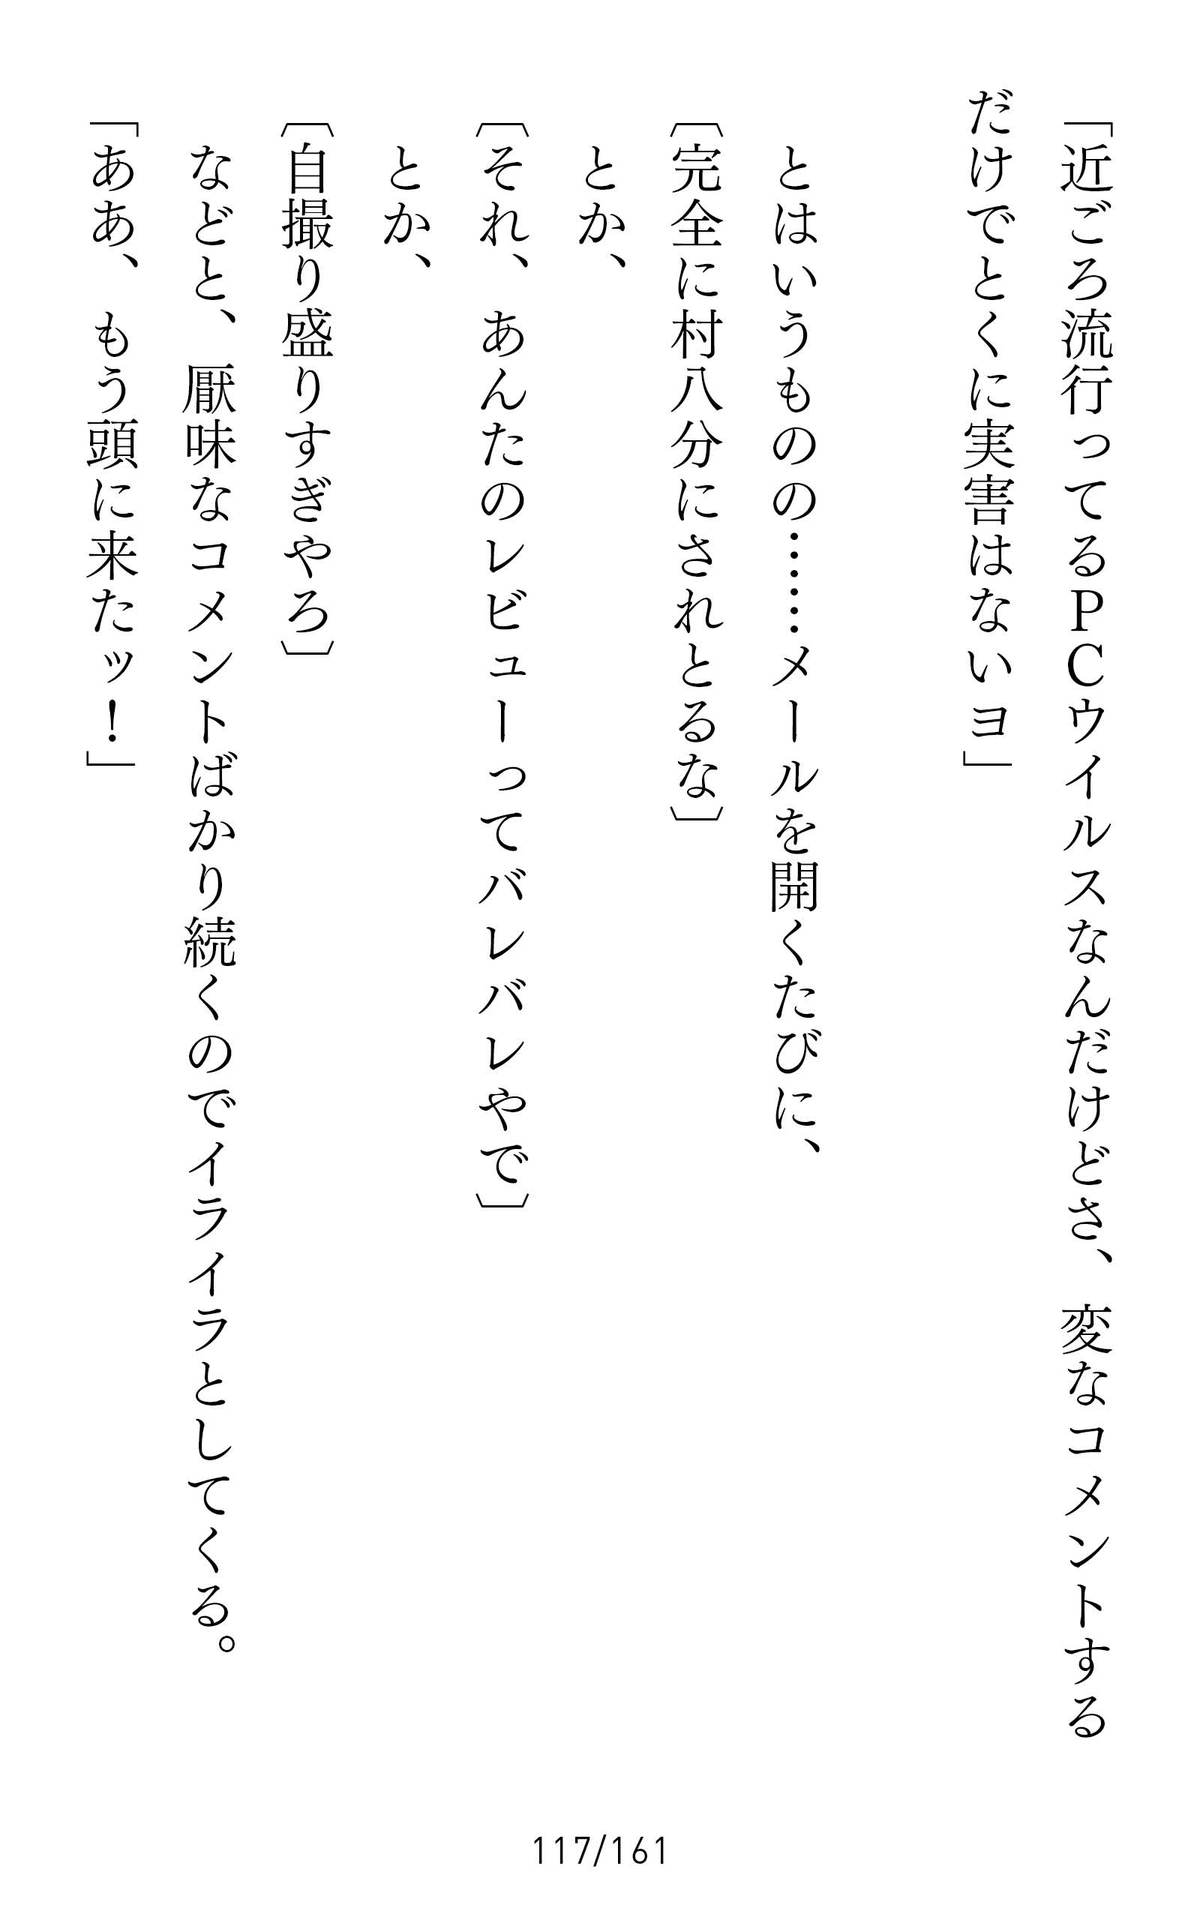 「近ごろ流行ってるＰＣウイルスなんだけどさ、変なコメントする
だけでとくに実害はないヨ」
とはいうものの……メールを開くたびに、
〔完全に村八分にされとるな〕
とか、
〔それ、あんたのレビューってバレバレやで〕
とか、
〔自撮り盛りすぎやろ〕
などと、厭味なコメントばかり続くのでイライラとしてくる。
「ああ、もう頭に来たッ！」
117/161